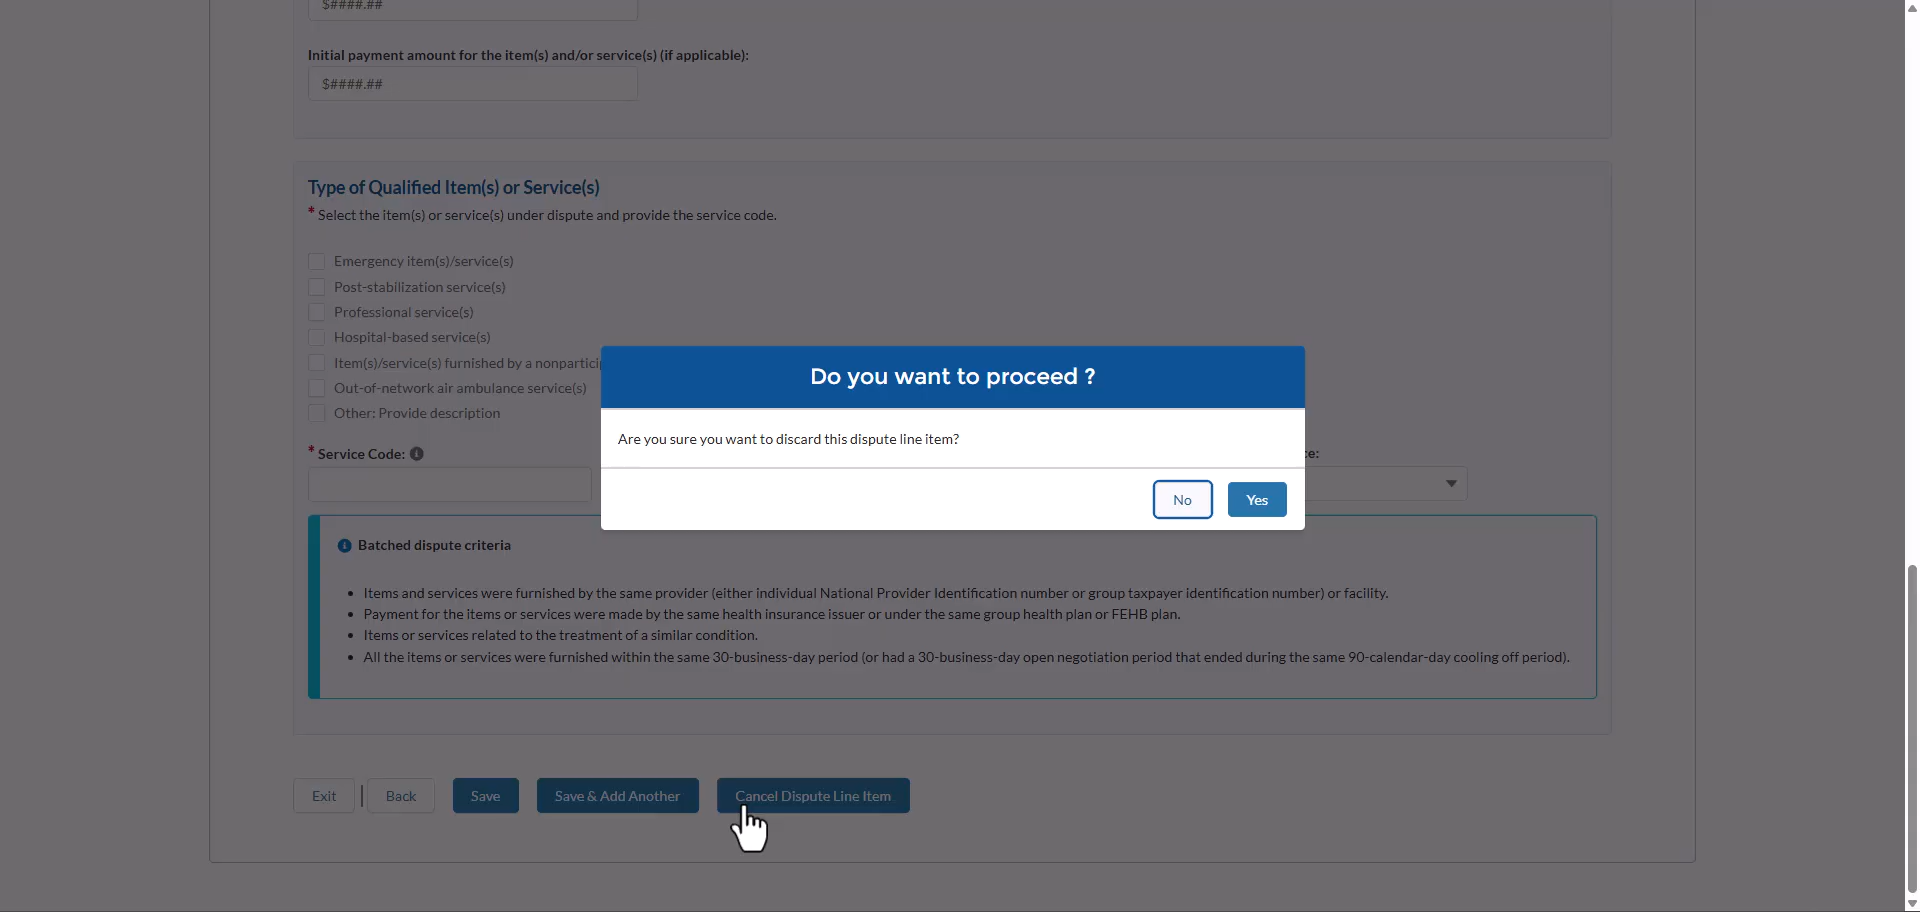 $####.##
Initial payment amount for the item(s) and/or service(s) (if applicable):
$####.##
Type of Qualified Item(s) or Service(s)
* Select the item(s) or service(s) under dispute and provide the service code.
Emergency item(s)/service(s)
Post-stabilization service(s)
Professional service(s)
Hospital-based service(s)
Item(s)/service(s) furnished by a
Out-of-network air ambulance service(s)
Other: Provide description
* Service Code:
Do you want to proceed ?
Are you sure you want to discard this dispute line item?
No
Yes
Batched dispute criteria
• Items and services were furnished by the same provider (either individual National Provider Identification number or group taxpayer identification number) or facility.
• Payment for the items or services were made by the same health insurance issuer or under the same group health plan or FEHB plan.
• Items or services related to the treatment of a similar condition.
• All the items or services were furnished within the same 30-business-day period (or had a 30-business-day open negotiation period that ended during the same 90-calendar-day cooling off period).
Exit
Back
Save
Save & Add Another
Cancel Dispute Line Item